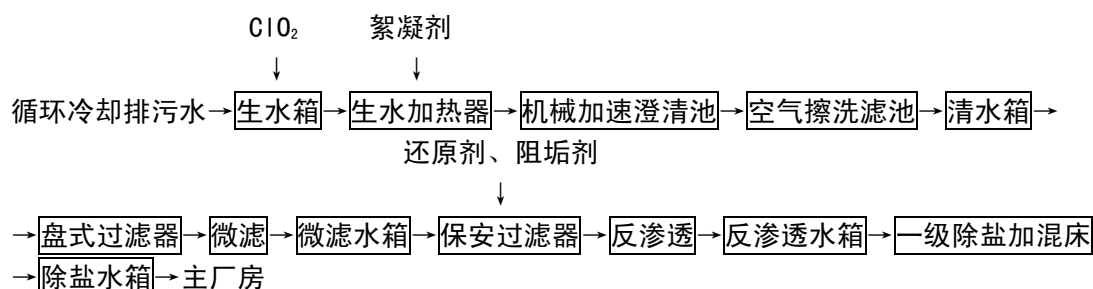 ClO₂ 絮凝剂
↓ ↓
循环冷却排污水→生水箱→生水加热器→机械加速澄清池→空气擦洗滤池→清水箱→
还原剂、阻垢剂
↓
→盘式过滤器→微滤→微滤水箱→保安过滤器→反渗透→反渗透水箱→一级除盐加混床
→除盐水箱→主厂房